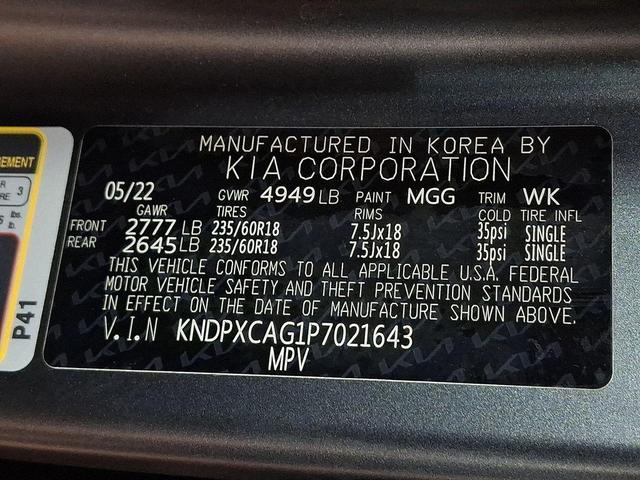 MANUFACTURED IN KOREA BY
KIA CORPORATION
05/22 GVWR 4949LB PAINT MGG TRIM WK
GAWR TIRES RIMS COLD TIRE INFL
FRONT 2777 LB 235/60R18 7.5Jx18 35psi SINGLE
REAR 2645 LB 235/60R18 7.5Jx18 35psi SINGLE
THIS VEHICLE CONFORMS TO ALL APPLICABLE U.S.A. FEDERAL
MOTOR VEHICLE SAFETY AND THEFT PREVENTION STANDARDS
IN EFFECT ON THE DATE OF MANUFACTURE SHOWN ABOVE.
V.I.N KNDPXCAG1P7021643
MPV
P41
3
lbs.